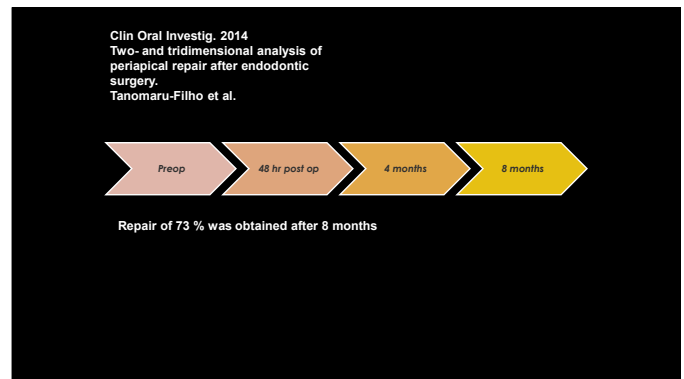 Clin Oral Investig. 2014
Two- and tridimensional analysis of
periapical repair after endodontic
surgery.
Tanomaru-Filho et al.
Preop
48 hr post op
4 months
8 months
Repair of 73 % was obtained after 8 months